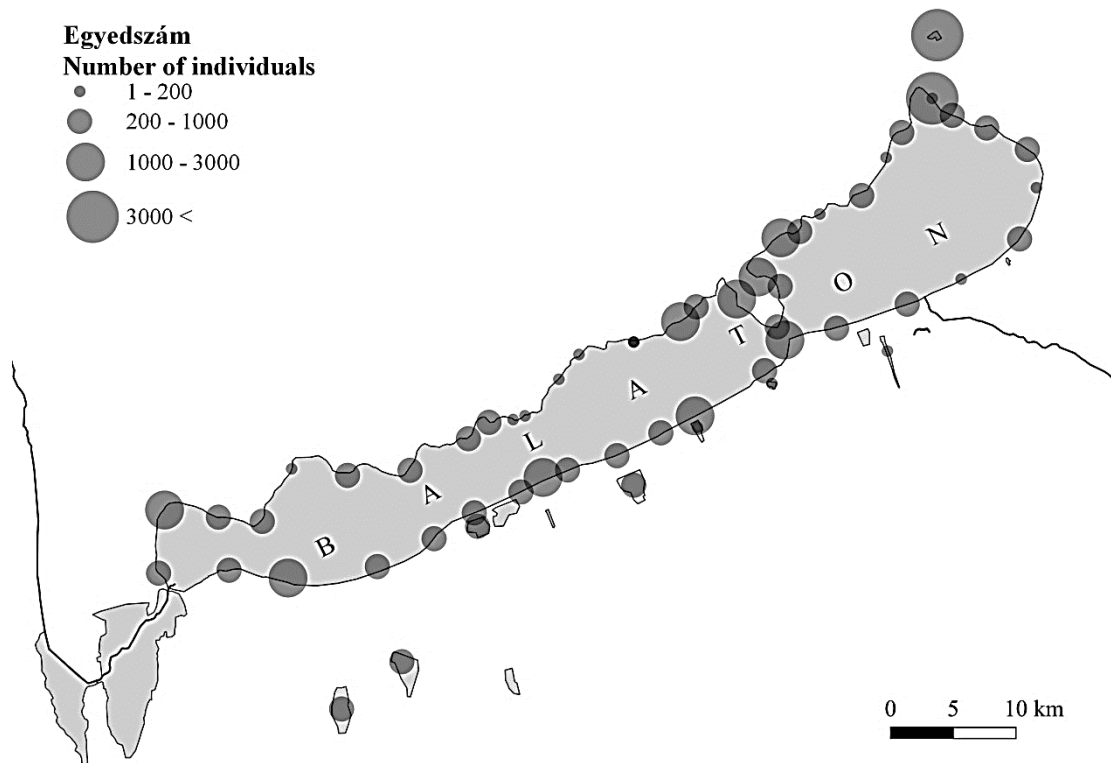 Egyedszám
Number of individuals
1 - 200
200 - 1000
1000 - 3000
3000 <
B A L A T O N
0 5 10 km